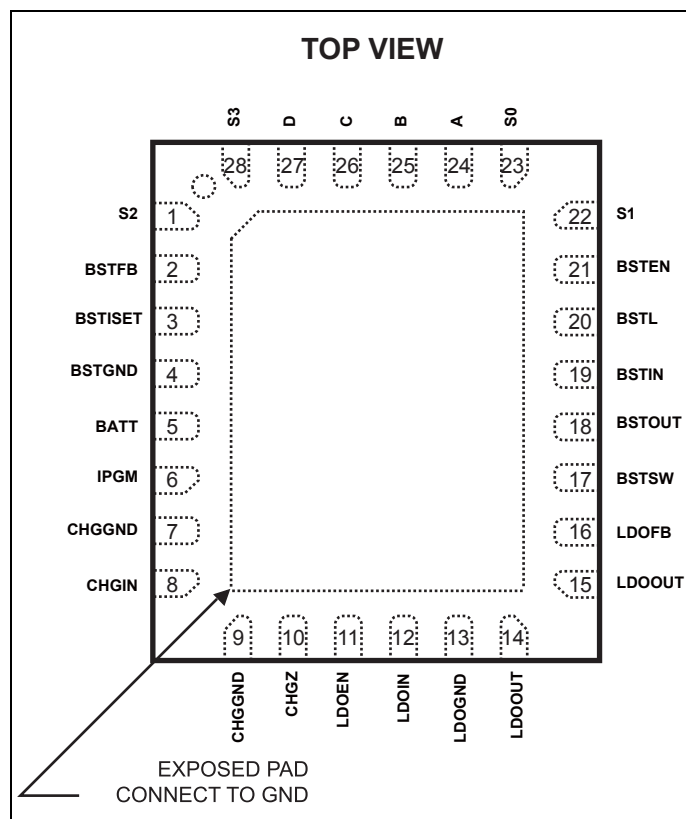 TOP VIEW
S3 D C B A S0
28 27 26 25 24 23
S2 1 22 S1
BSTFB 2 21 BSTEN
BSTISET 3 20 BSTL
BSTGND 4 19 BSTIN
BATT 5 18 BSTOUT
IPGM 6 17 BSTSW
CHGGND 7 16 LDOFB
CHGIN 8 15 LDOOUT
9 10 11 12 13 14
CHGGND CHGZ LDOEN LDOIN LDOGND LDOOUT
EXPOSED PAD
CONNECT TO GND